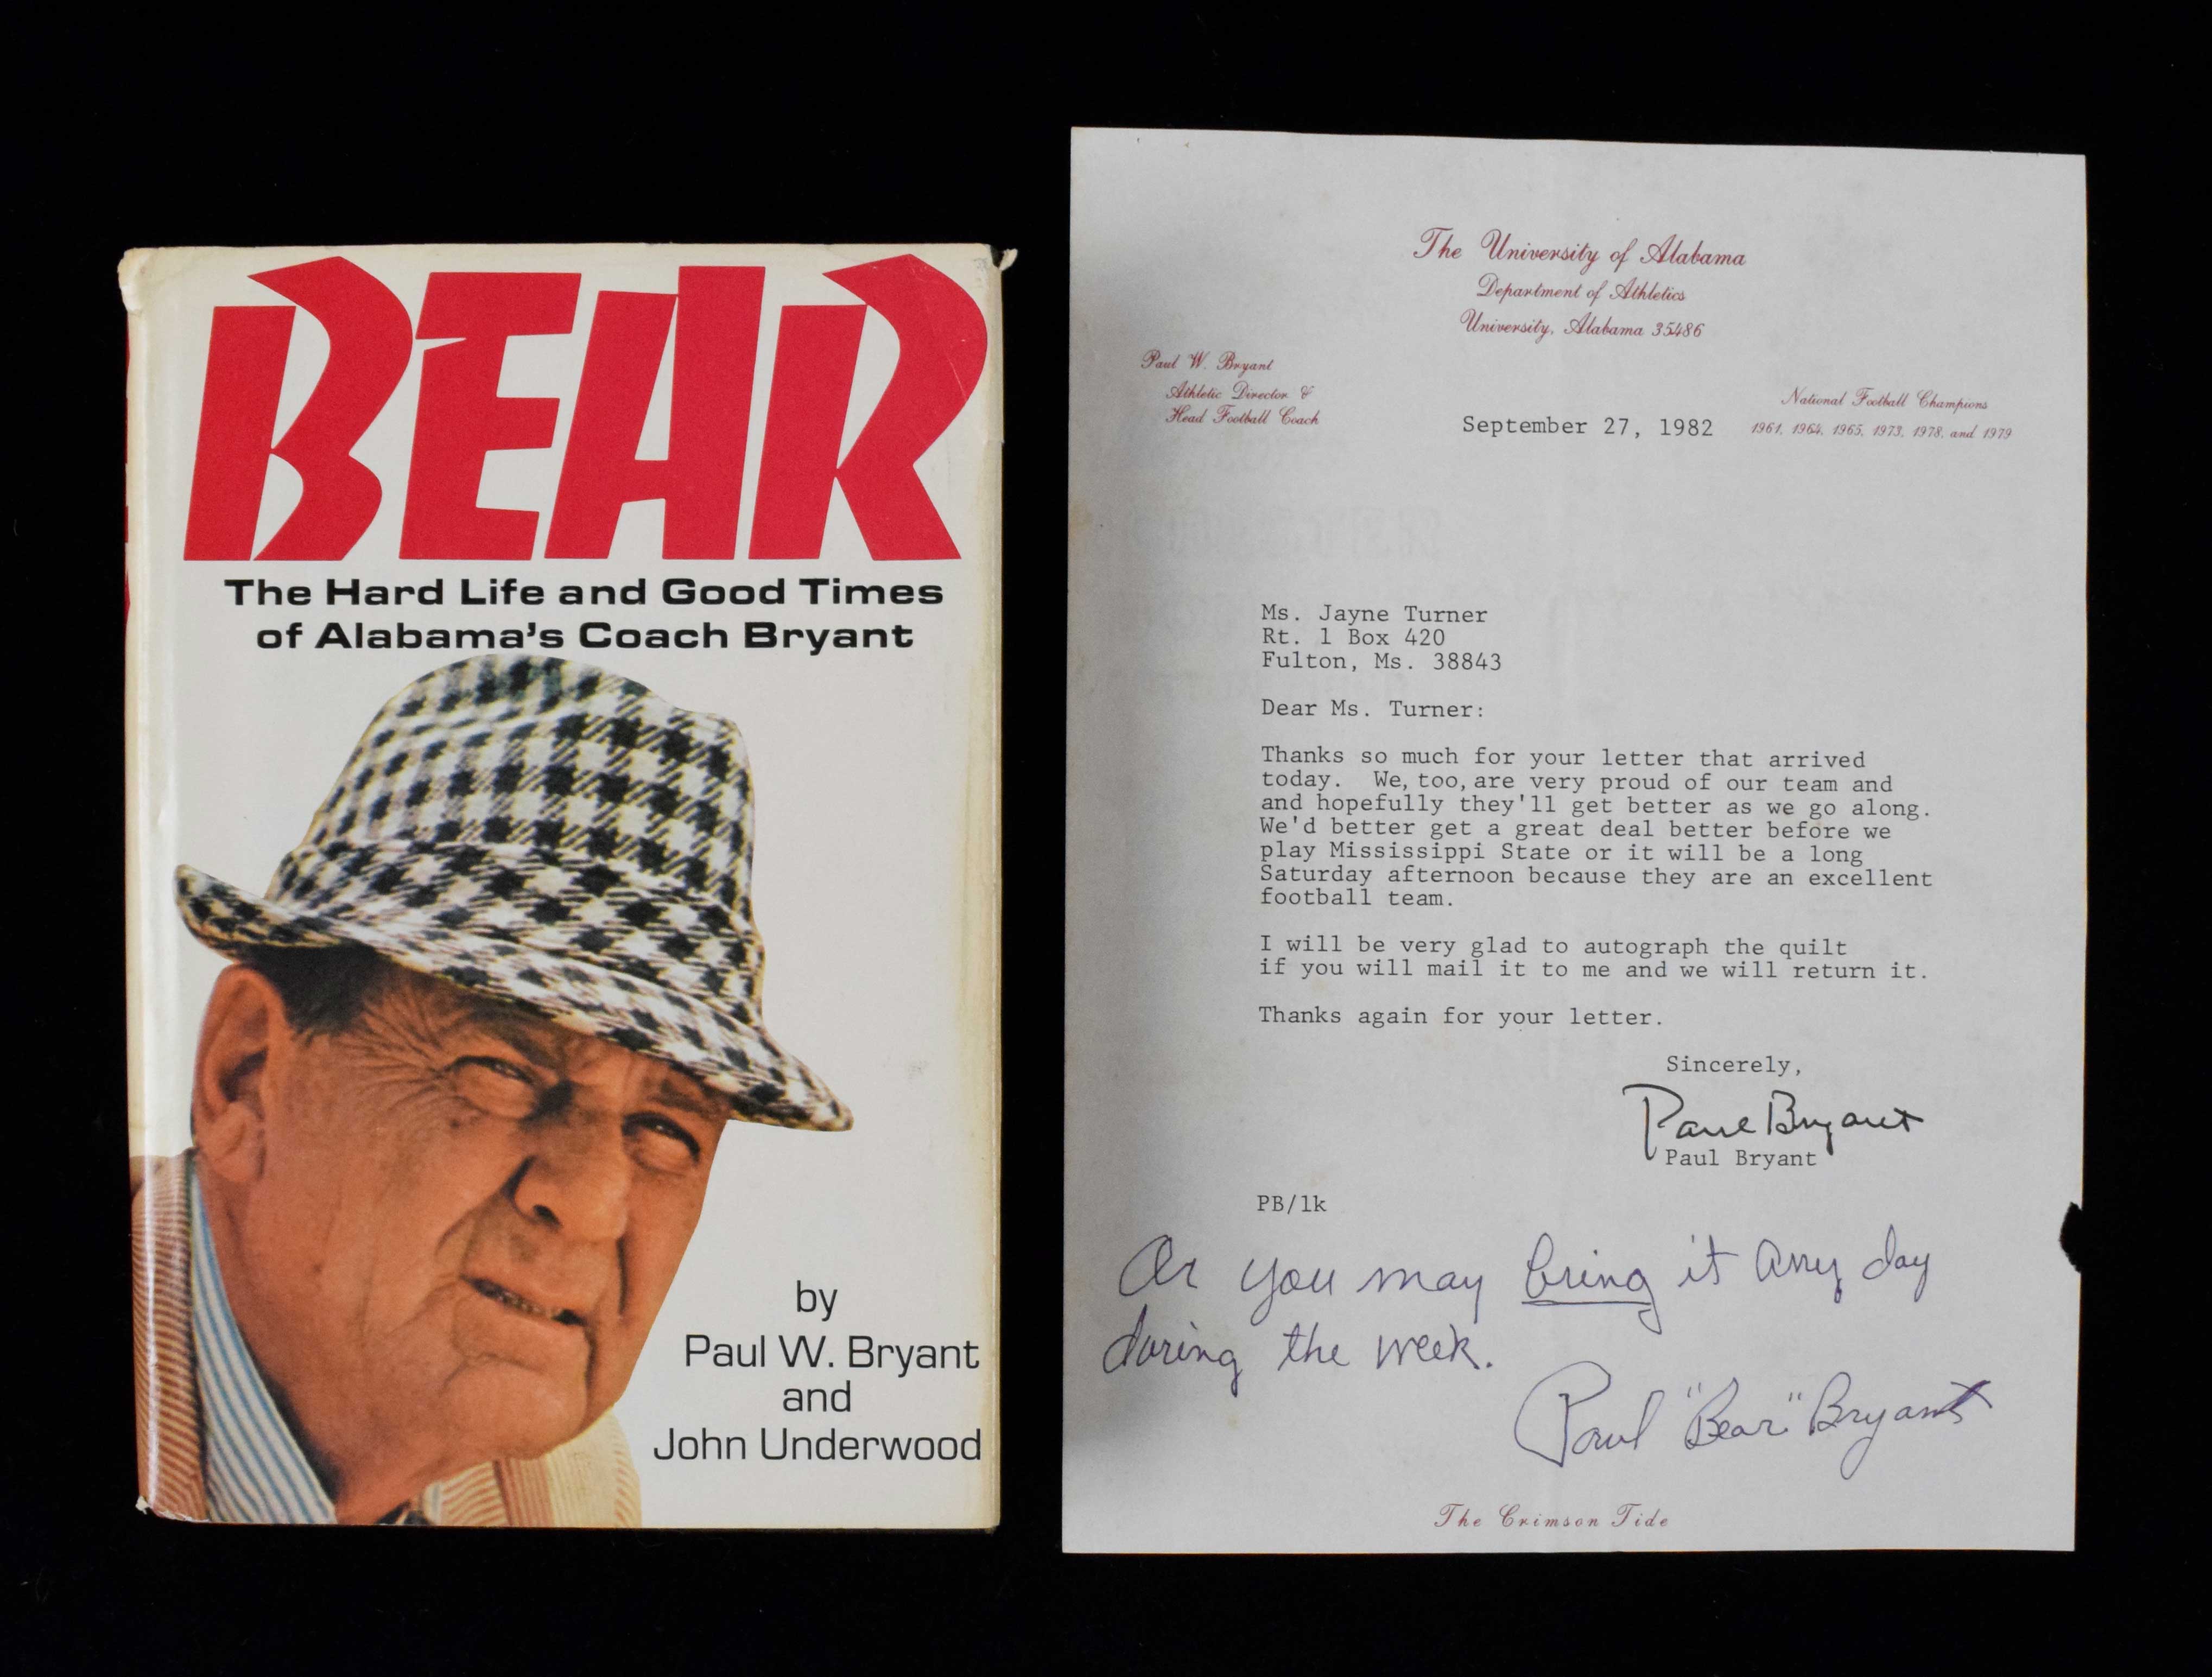 BEAR
The Hard Life and Good Times
of Alabama's Coach Bryant
by
Paul W. Bryant
and
John Underwood
The University of Alabama
Department of Athletics
University, Alabama 35486
Paul W. Bryant
Athletic Director &
Head Football Coach
National Football Champions
1961, 1964, 1965, 1973, 1978, and 1979
September 27, 1982
Ms. Jayne Turner
Rt. 1 Box 420
Fulton, Ms. 38843
Dear Ms. Turner:
Thanks so much for your letter that arrived
today. We, too, are very proud of our team and
and hopefully they'll get better as we go along.
We'd better get a great deal better before we
play Mississippi State or it will be a long
Saturday afternoon because they are an excellent
football team.
I will be very glad to autograph the quilt
if you will mail it to me and we will return it.
Thanks again for your letter.
Sincerely,
Paul Bryant
Paul Bryant
PB/lk
Or you may bring it any day
during the week.
Paul "Bear" Bryant
The Crimson Tide